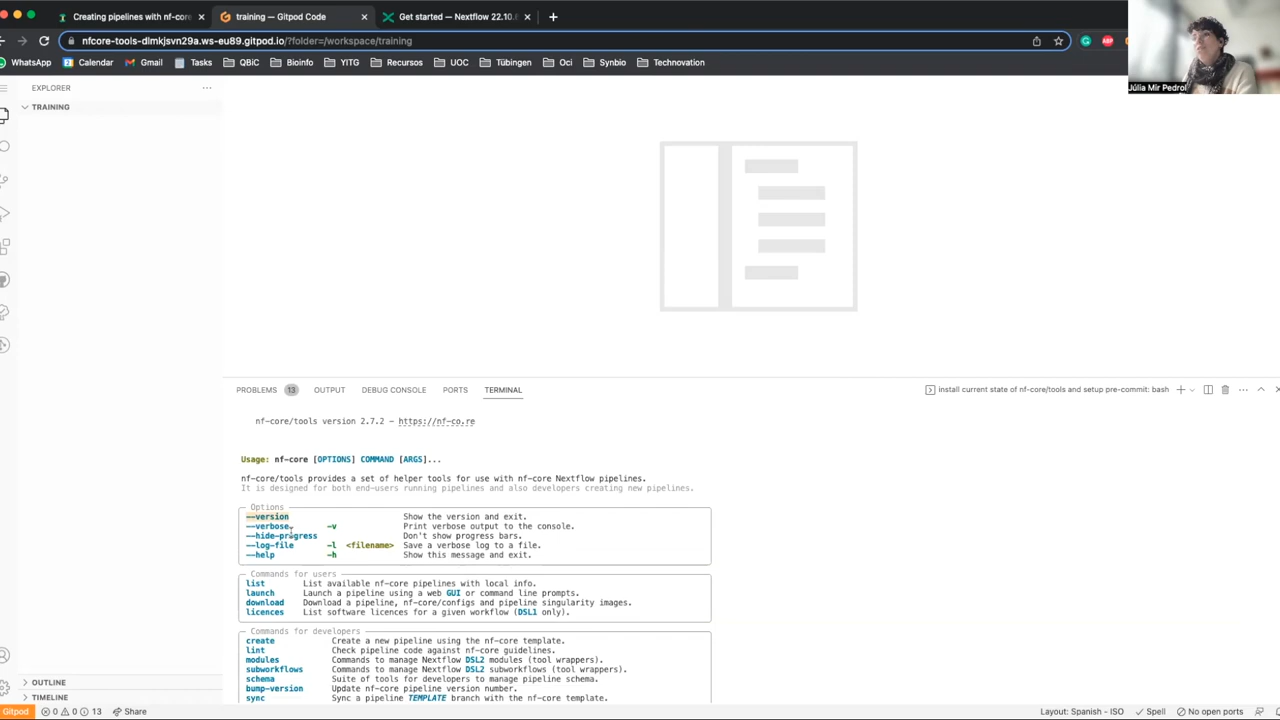 Creating pipelines with nf-cor
training — Gitpod Code
Get started — Nextflow 22.10.
nfcore-tools-dlmkjsvn29a.ws-eu89.gitpod.io/?folder=/workspace/training
WhatsApp
Calendar
Gmail
Tasks
QBiC
Bioinfo
YITG
Recursos
UOC
Tübingen
Oci
Synbio
Technovation
ABP
Júlia Mir Pedrol
EXPLORER
TRAINING
PROBLEMS 13 OUTPUT DEBUG CONSOLE PORTS TERMINAL
install current state of nf-core/tools and setup pre-commit: bash
nf-core/tools version 2.7.2 – https://nf-co.re
Usage: nf-core [OPTIONS] COMMAND [ARGS]...
nf-core/tools provides a set of helper tools for use with nf-core Nextflow pipelines.
It is designed for both end-users running pipelines and also developers creating new pipelines.
Options
--version Show the version and exit.
--verbose -v Print verbose output to the console.
--hide-progress Don't show progress bars.
--log-file -l <filename> Save a verbose log to a file.
--help -h Show this message and exit.
Commands for users
list List available nf-core pipelines with local info.
launch Launch a pipeline using a web GUI or command line prompts.
download Download a pipeline, nf-core/configs and pipeline singularity images.
licences List software licences for a given workflow (DSL1 only).
Commands for developers
create Create a new pipeline using the nf-core template.
lint Check pipeline code against nf-core guidelines.
modules Commands to manage Nextflow DSL2 modules (tool wrappers).
subworkflows Commands to manage Nextflow DSL2 subworkflows (tool wrappers).
schema Suite of tools for developers to manage pipeline schema.
bump-version Update nf-core pipeline version number.
sync Sync a pipeline TEMPLATE branch with the nf-core template.
OUTLINE
TIMELINE
Gitpod 0 0 13 Share
Layout: Spanish - ISO Spell No open ports